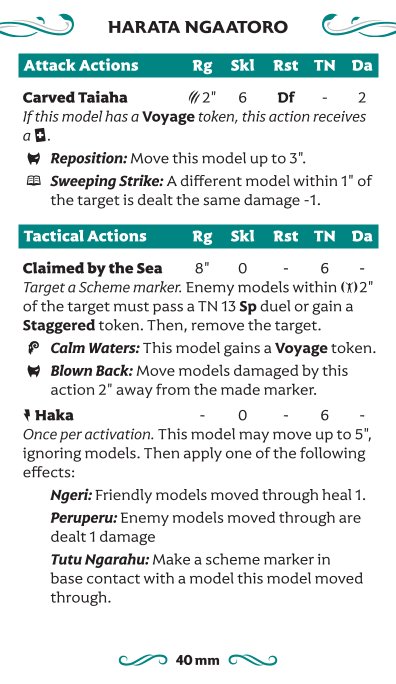 HARATA NGAATORO
Attack Actions Rg Skl Rst TN Da
Carved Taiaha 2" 6 Df - 2
If this model has a Voyage token, this action receives
a .
Reposition: Move this model up to 3".
Sweeping Strike: A different model within 1" of
the target is dealt the same damage -1.
Tactical Actions Rg Skl Rst TN Da
Claimed by the Sea 8" 0 - 6 -
Target a Scheme marker. Enemy models within 2"
of the target must pass a TN 13 Sp duel or gain a
Staggered token. Then, remove the target.
Calm Waters: This model gains a Voyage token.
Blown Back: Move models damaged by this
action 2" away from the made marker.
Haka - 0 - 6 -
Once per activation. This model may move up to 5",
ignoring models. Then apply one of the following
effects:
Ngeri: Friendly models moved through heal 1.
Peruperu: Enemy models moved through are
dealt 1 damage
Tutu Ngarahu: Make a scheme marker in
base contact with a model this model moved
through.
40 mm